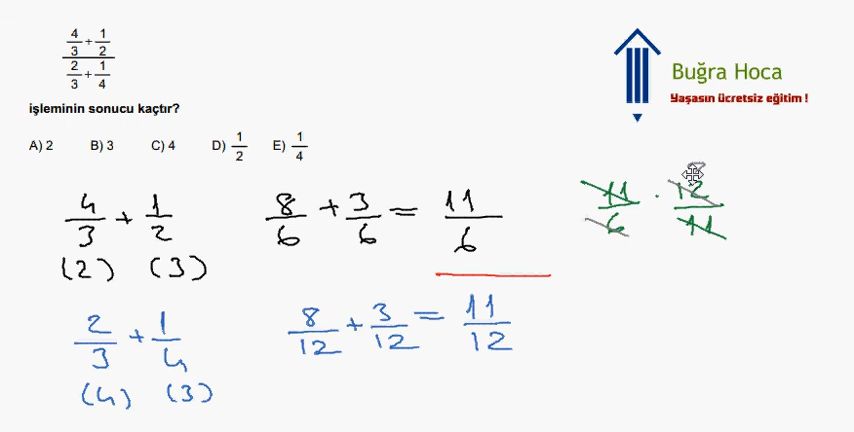 4/3 + 1/2
2/3 + 1/4
işleminin sonucu kaçtır?
A) 2 B) 3 C) 4 D) 1/2 E) 1/4
Buğra Hoca
Yaşasın ücretsiz eğitim !
4/3 + 1/2
(2) (3)
8/6 + 3/6 = 11/6
11/6 . 12/11
2/3 + 1/4
(4) (3)
8/12 + 3/12 = 11/12